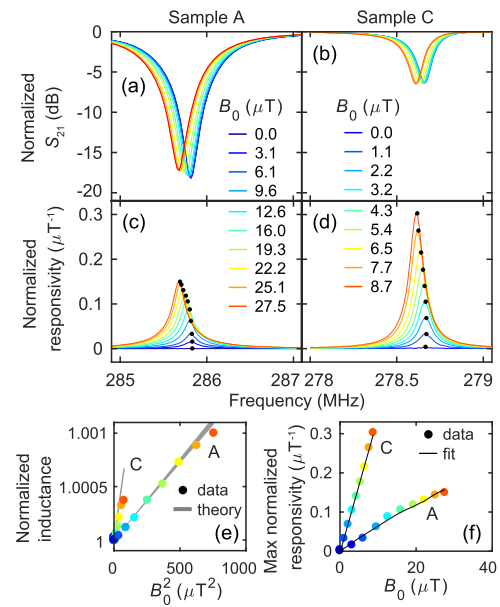 Sample A
Sample C
Normalized
S21 (dB)
0
-5
-10
-15
-20
(a)
B0 (μT)
0.0
3.1
6.1
9.6
12.6
16.0
19.3
22.2
25.1
27.5
(b)
B0 (μT)
0.0
1.1
2.2
3.2
4.3
5.4
6.5
7.7
8.7
Normalized
responsivity (μT⁻¹)
0.3
0.2
0.1
0
(c)
(d)
285
286
287
278
278.5
279
Frequency (MHz)
Normalized
inductance
1.001
1.0005
1
C
A
data
theory
(e)
0
500
1000
B0² (μT²)
Max normalized
responsivity (μT⁻¹)
0.3
0.2
0.1
0.0
C
A
data
fit
(f)
0
20
40
B0 (μT)